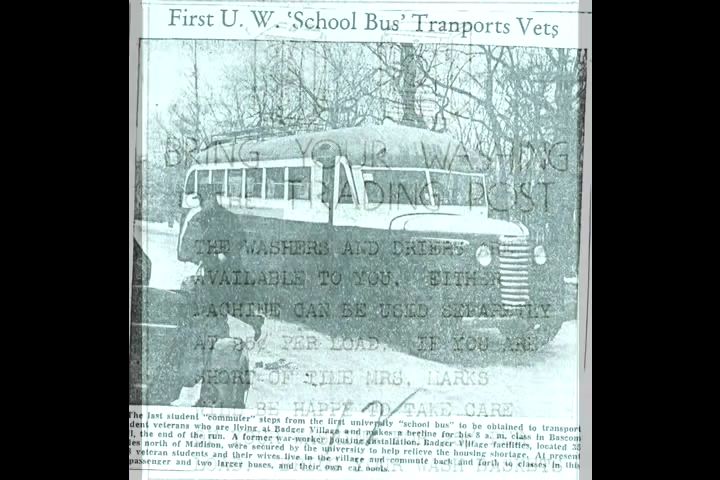 First U. W. 'School Bus' Tranports Vets
BRING YOUR WASHING
TRADING POST
THE WASHERS AND DRIERS ARE
AVAILABLE TO YOU. EITHER
MACHINE CAN BE USED SEPARETLY
AT 25¢ PER LOAD. IF YOU ARE
SHORT OF TIME MRS. MARKS
BE HAPPY TO TAKE CARE
The last student "commuter" steps from the first university "school bus" to be obtained to transport
dent veterans who are living at Badger Village and makes a beeline for his 8 a. m. class in Bascom
l, the end of the run. A former war-worker housing installation, Badger Village facilities, located 35
les north of Madison, were secured by the university to help relieve the housing shortage. At present
veteran students and their wives live in the village and commute back and forth to classes in this
passenger and two larger buses, and their own car pools.
WASH